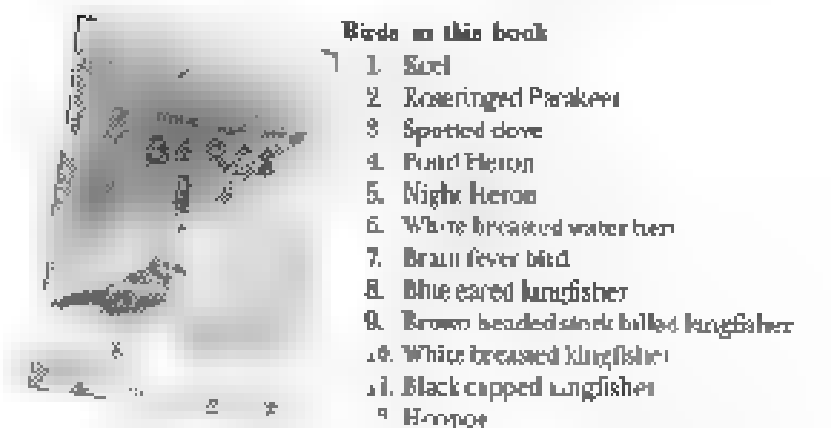 Birds in this book
1. Koel
2. Roseringed Parakeet
3. Spotted dove
4. Pond Heron
5. Night Heron
6. White breasted water hen
7. Brain fever bird
8. Blue eared kingfisher
9. Brown headed stork billed kingfisher
10. White breasted kingfisher
11. Black capped kingfisher
Hoopoe